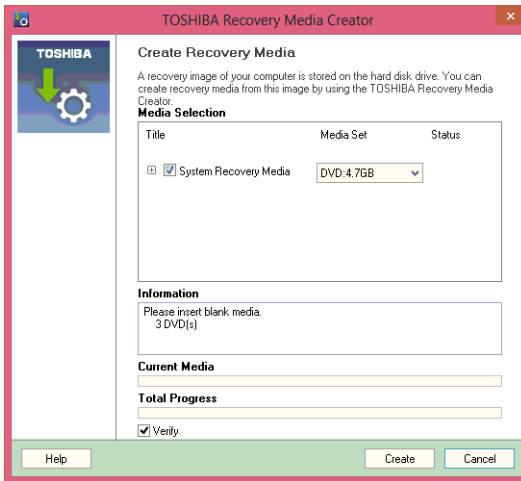 TOSHIBA Recovery Media Creator
TOSHIBA
Create Recovery Media
A recovery image of your computer is stored on the hard disk drive. You can
create recovery media from this image by using the TOSHIBA Recovery Media
Creator.
Media Selection
Title Media Set Status
System Recovery Media DVD:4.7GB
Information
Please insert blank media.
3 DVD(s)
Current Media
Total Progress
Verify
Help Create Cancel